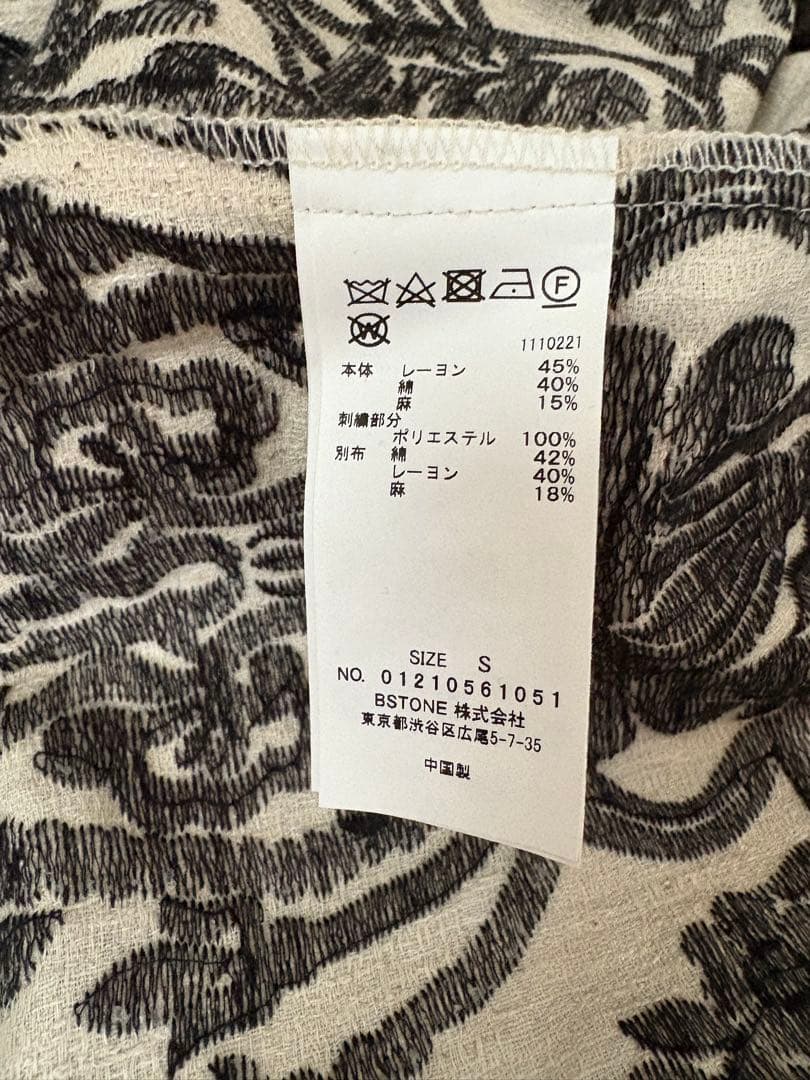 F
W
1110221
本体 レーヨン 45%
綿 40%
麻 15%
刺繍部分
ポリエステル 100%
別布 綿 42%
レーヨン 40%
麻 18%
SIZE S
NO. 01210561051
BSTONE 株式会社
東京都渋谷区広尾5-7-35
中国製